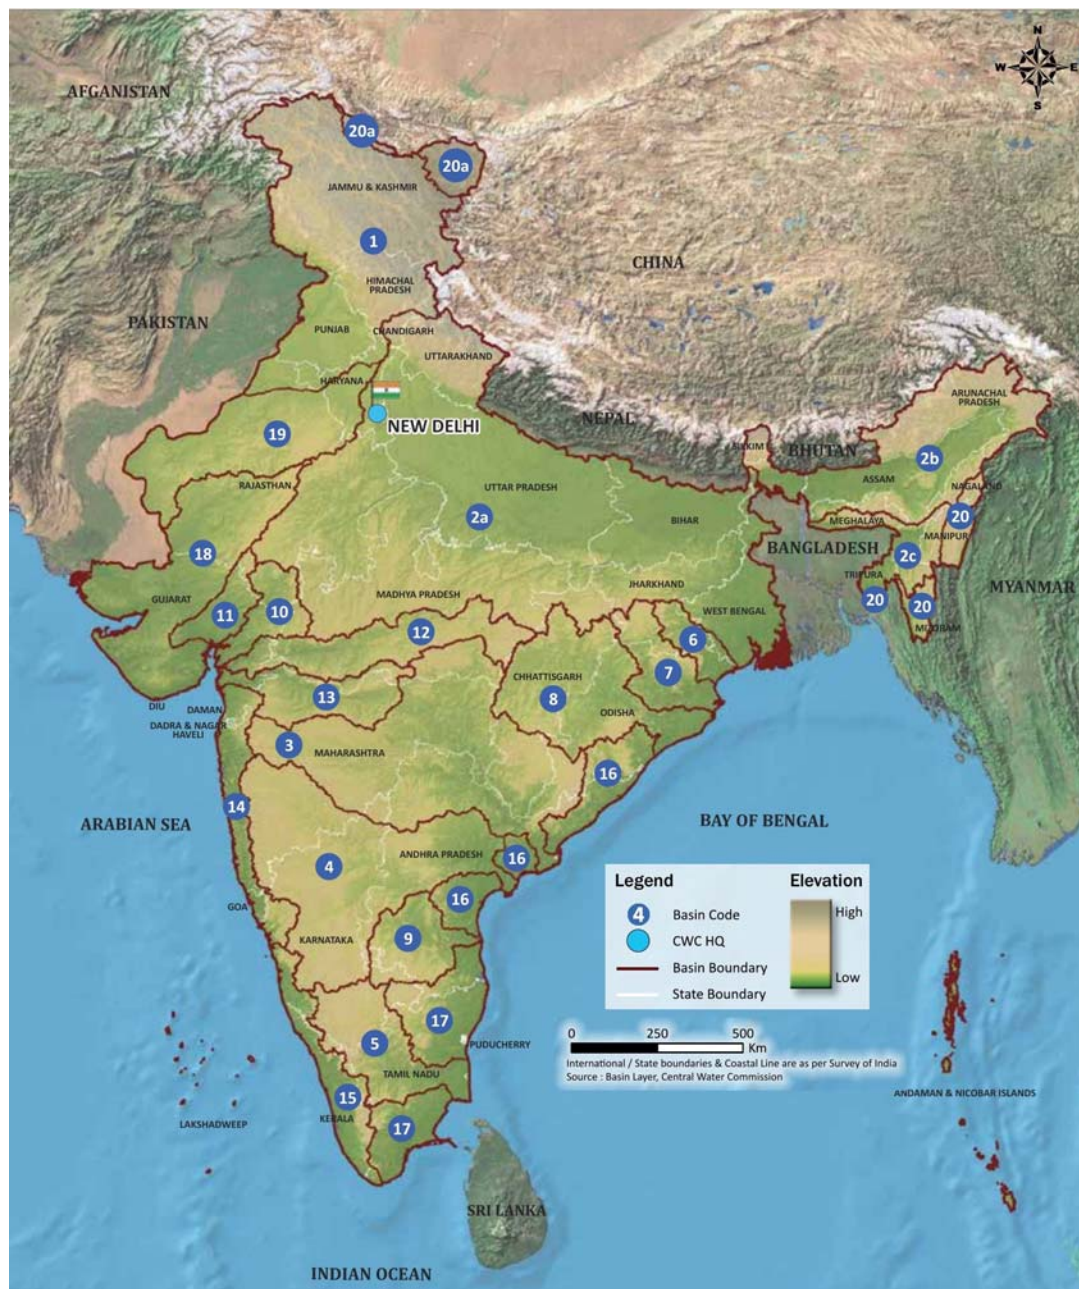 N
W
E
S
AFGANISTAN
20a
20a
JAMMU & KASHMIR
1
CHINA
HIMACHAL
PRADESH
PAKISTAN
PUNJAB
CHANDIGARH
UTTARAKHAND
HARYANA
ARUNACHAL
PRADESH
NEW DELHI
NEPAL
19
SIKKIM
BHUTAN
2b
ASSAM
RAJASTHAN
UTTAR PRADESH
NAGALAND
2a
BIHAR
MEGHALAYA
20
MANIPUR
BANGLADESH
18
2c
TRIPURA
JHARKHAND
MYANMAR
GUJARAT
MADHYA PRADESH
11
10
WEST BENGAL
20
20
MIZORAM
12
6
7
CHHATTISGARH
13
8
DIU
DAMAN
DADRA & NAGAR
HAVELI
ODISHA
3
MAHARASHTRA
16
14
ARABIAN SEA
BAY OF BENGAL
ANDHRA PRADESH
16
4
16
GOA
KARNATAKA
9
Legend
Elevation
4
Basin Code
High
CWC HQ
Basin Boundary
Low
State Boundary
17
0
250
500
Km
PUDUCHERRY
5
International / State boundaries & Coastal Line are as per Survey of India
Source : Basin Layer, Central Water Commission
TAMIL NADU
15
KERALA
ANDAMAN & NICOBAR ISLANDS
LAKSHADWEEP
17
SRI LANKA
INDIAN OCEAN